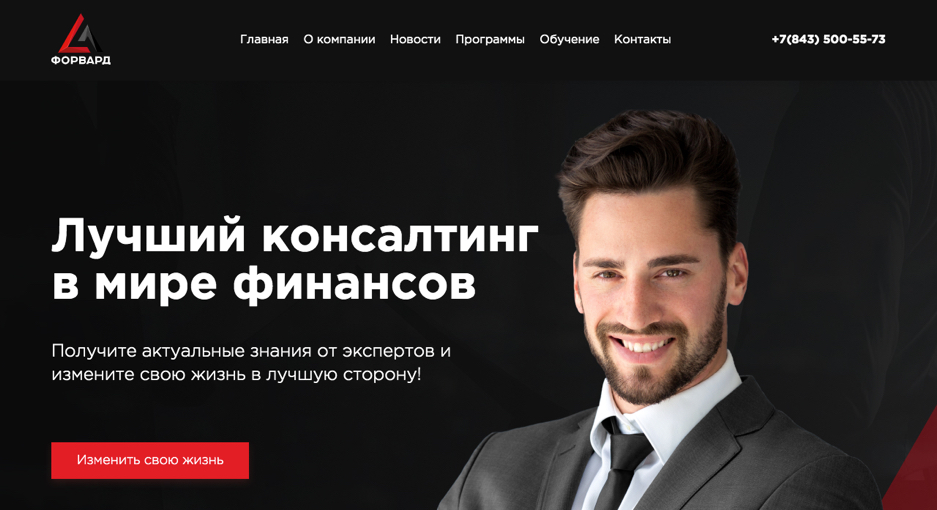 ФОРВАРД
Главная О компании Новости Программы Обучение Контакты
+7(843) 500-55-73
Лучший консалтинг
в мире финансов
Получите актуальные знания от экспертов и
измените свою жизнь в лучшую сторону!
Изменить свою жизнь